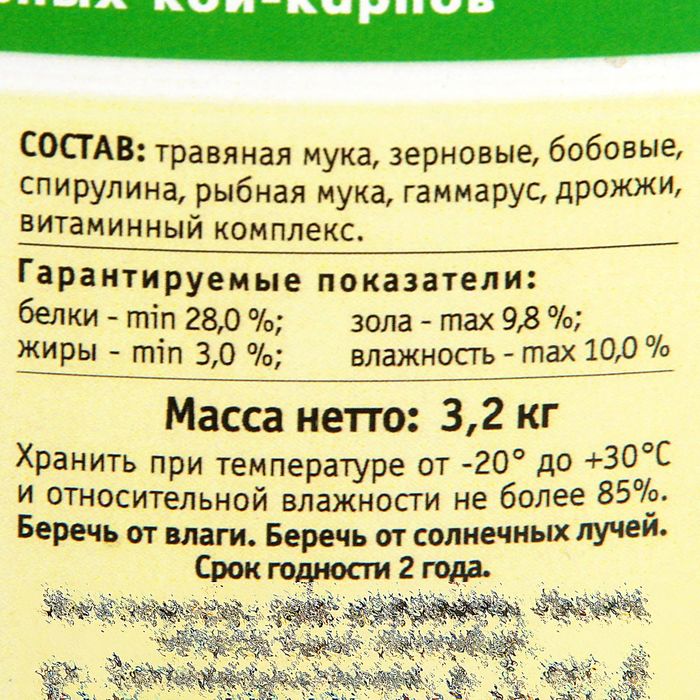 кой-карпов
СОСТАВ: травяная мука, зерновые, бобовые,
спирулина, рыбная мука, гаммарус, дрожжи,
витаминный комплекс.
Гарантируемые показатели:
белки - min 28,0 %; зола - max 9,8 %;
жиры - min 3,0 %; влажность - max 10,0 %
Масса нетто: 3,2 кг
Хранить при температуре от -20° до +30°C
и относительной влажности не более 85%.
Беречь от влаги. Беречь от солнечных лучей.
Срок годности 2 года.